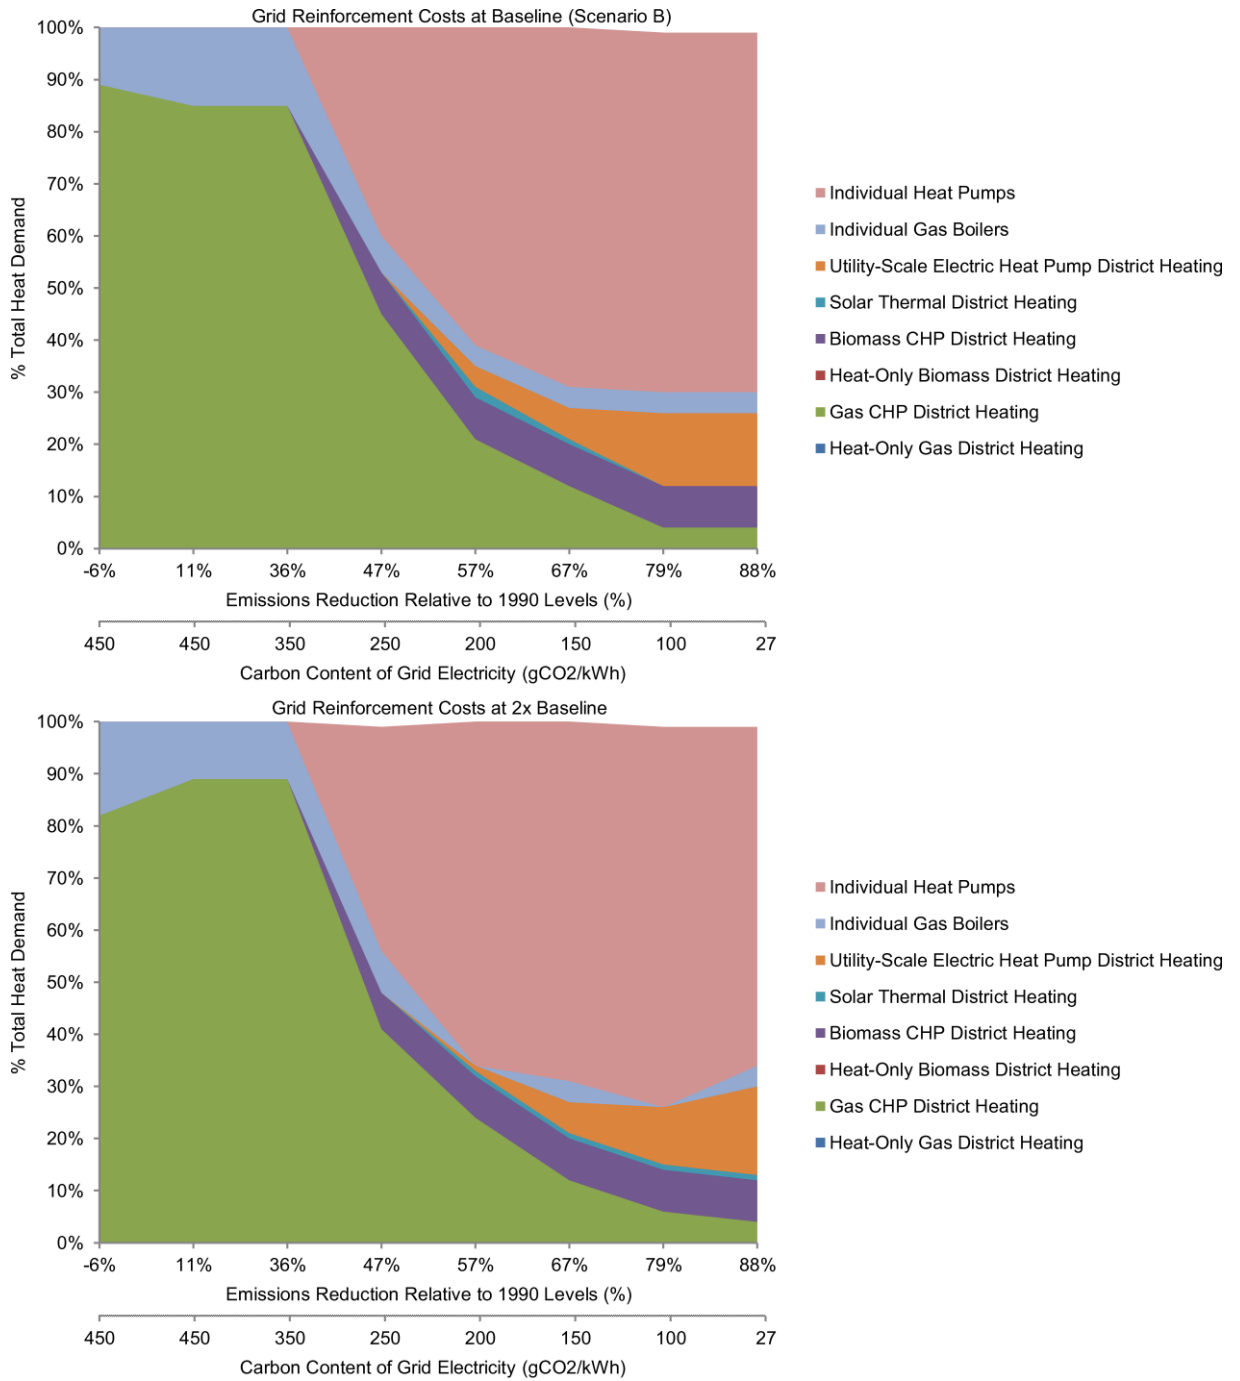 Grid Reinforcement Costs at Baseline (Scenario B)
100%
90%
80%
70%
60%
50%
40%
30%
20%
10%
0%
% Total Heat Demand
-6% 11% 36% 47% 57% 67% 79% 88%
Emissions Reduction Relative to 1990 Levels (%)
450 450 350 250 200 150 100 27
Carbon Content of Grid Electricity (gCO2/kWh)
Individual Heat Pumps
Individual Gas Boilers
Utility-Scale Electric Heat Pump District Heating
Solar Thermal District Heating
Biomass CHP District Heating
Heat-Only Biomass District Heating
Gas CHP District Heating
Heat-Only Gas District Heating
Grid Reinforcement Costs at 2x Baseline
100%
90%
80%
70%
60%
50%
40%
30%
20%
10%
0%
% Total Heat Demand
-6% 11% 36% 47% 57% 67% 79% 88%
Emissions Reduction Relative to 1990 Levels (%)
450 450 350 250 200 150 100 27
Carbon Content of Grid Electricity (gCO2/kWh)
Individual Heat Pumps
Individual Gas Boilers
Utility-Scale Electric Heat Pump District Heating
Solar Thermal District Heating
Biomass CHP District Heating
Heat-Only Biomass District Heating
Gas CHP District Heating
Heat-Only Gas District Heating